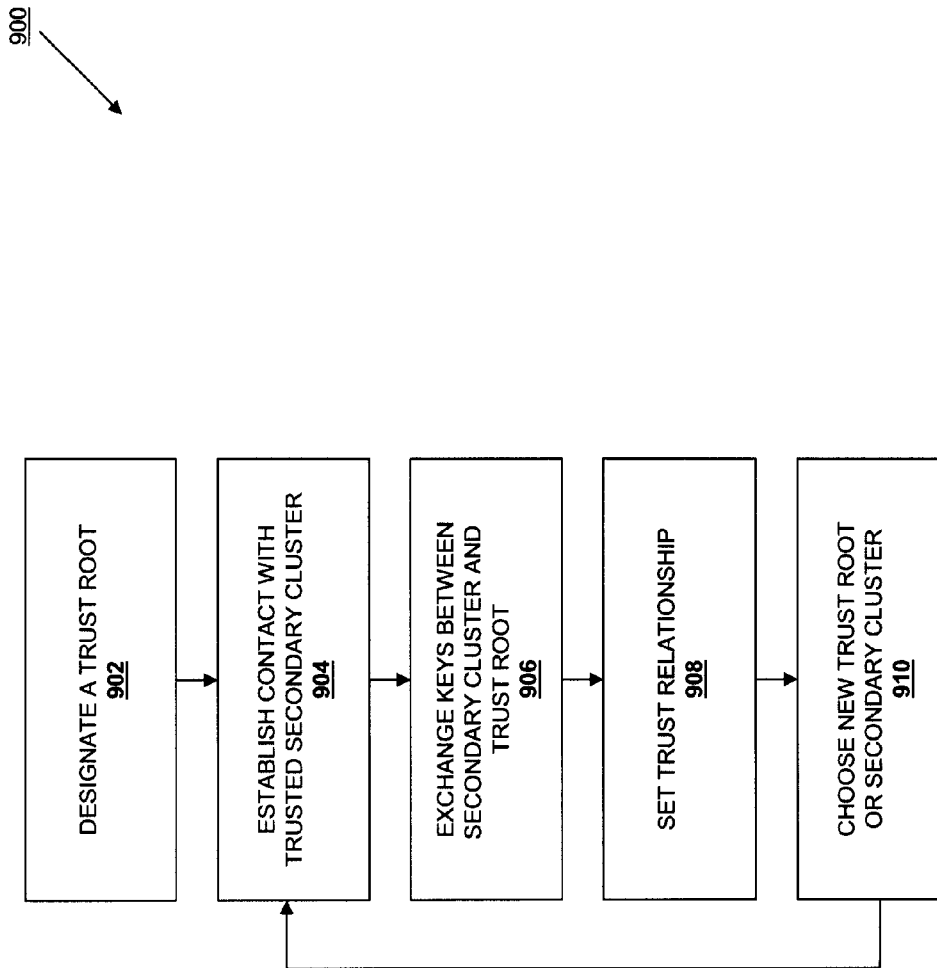 900
DESIGNATE A TRUST ROOT
902
ESTABLISH CONTACT WITH
TRUSTED SECONDARY CLUSTER
904
EXCHANGE KEYS BETWEEN
SECONDARY CLUSTER AND
TRUST ROOT
906
SET TRUST RELATIONSHIP
908
CHOOSE NEW TRUST ROOT
OR SECONDARY CLUSTER
910